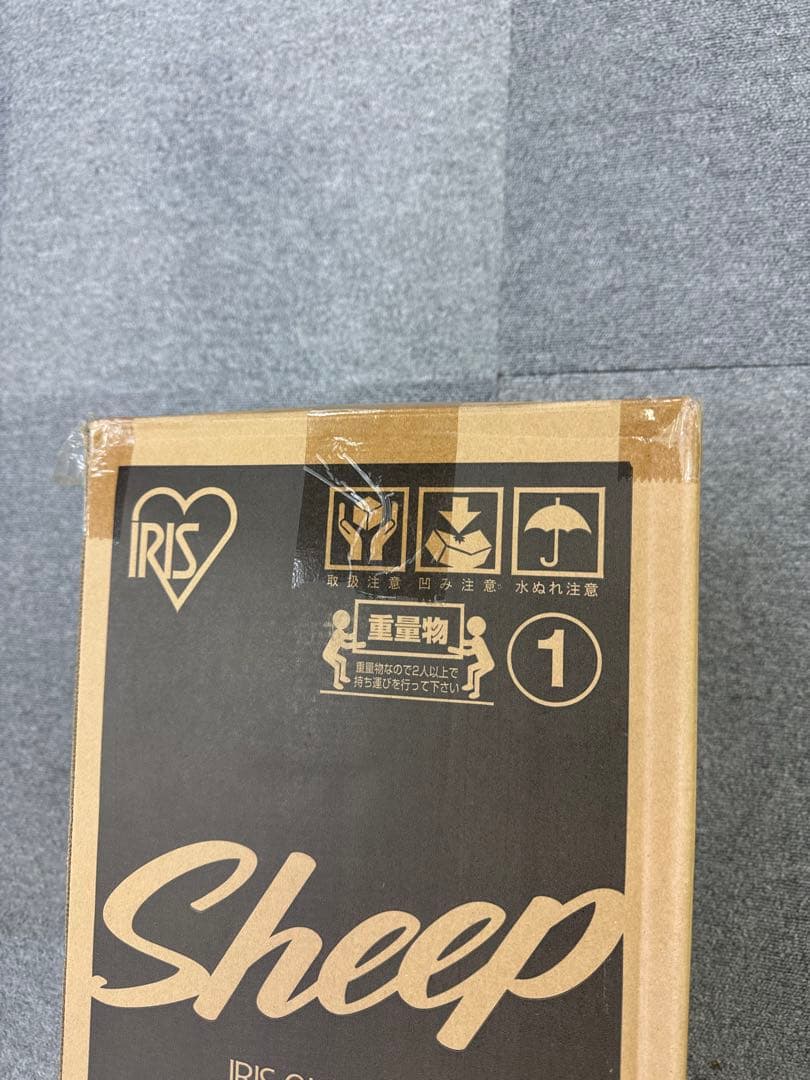 IRIS
取扱注意 凹み注意 水ぬれ注意
重量物
重量物なので2人以上で
持ち運びを行って下さい
1
Sheep
IRIS